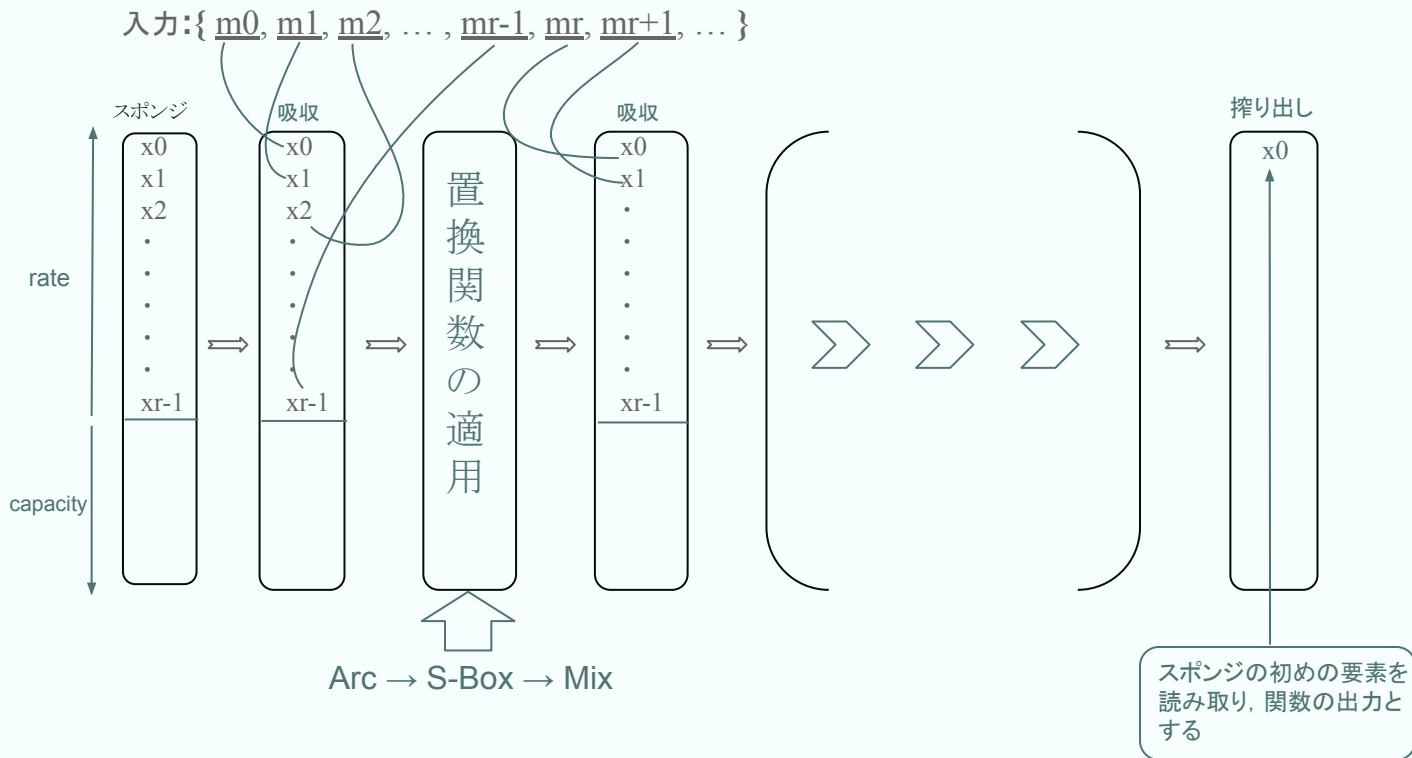 入力:{ m0, m1, m2, … , mr-1, mr, mr+1, … }
スポンジ
吸収
吸収
搾り出し
rate
capacity
x0
x1
x2
・
・
・
・
・
xr-1
x0
x1
x2
・
・
・
・
・
xr-1
置換関数の適用
x0
x1
・
・
・
・
・
・
xr-1
x0
Arc → S-Box → Mix
スポンジの初めの要素を
読み取り, 関数の出力と
する